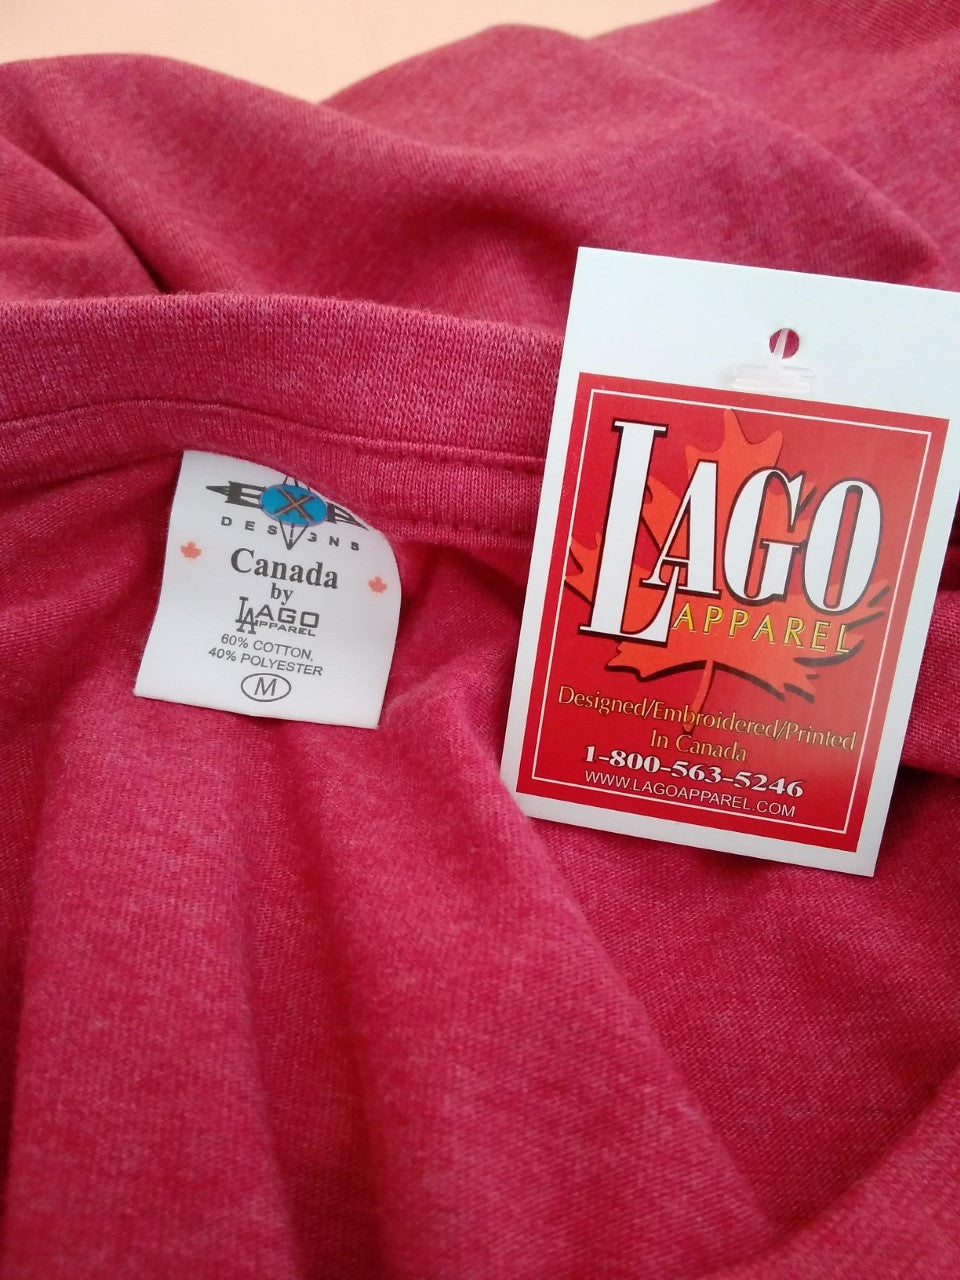 DESIGNS
Canada
by
LAGO
APPAREL
60% COTTON,
40% POLYESTER
M
LAGO
APPAREL
Designed/Embroidered/Printed
In Canada
1-800-563-5246
WWW.LAGOAPPAREL.COM